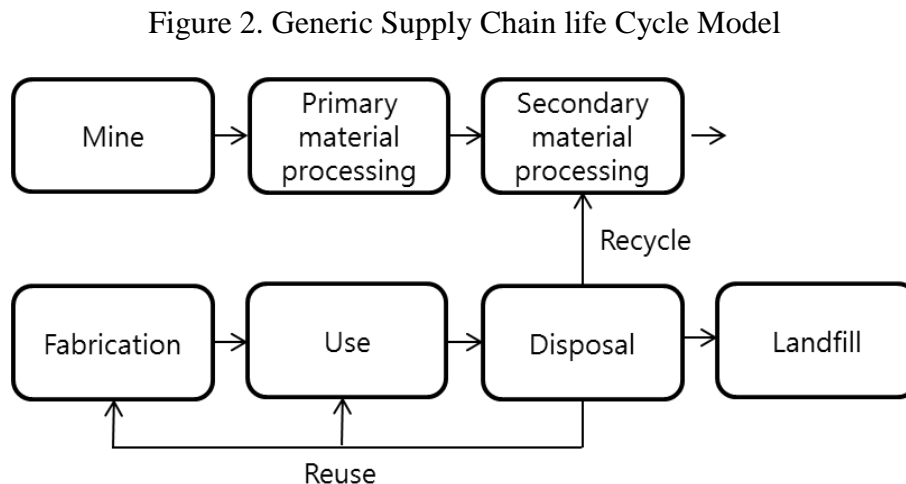 Figure 2. Generic Supply Chain life Cycle Model
Mine
Primary
material
processing
Secondary
material
processing
Recycle
Fabrication
Use
Disposal
Landfill
Reuse